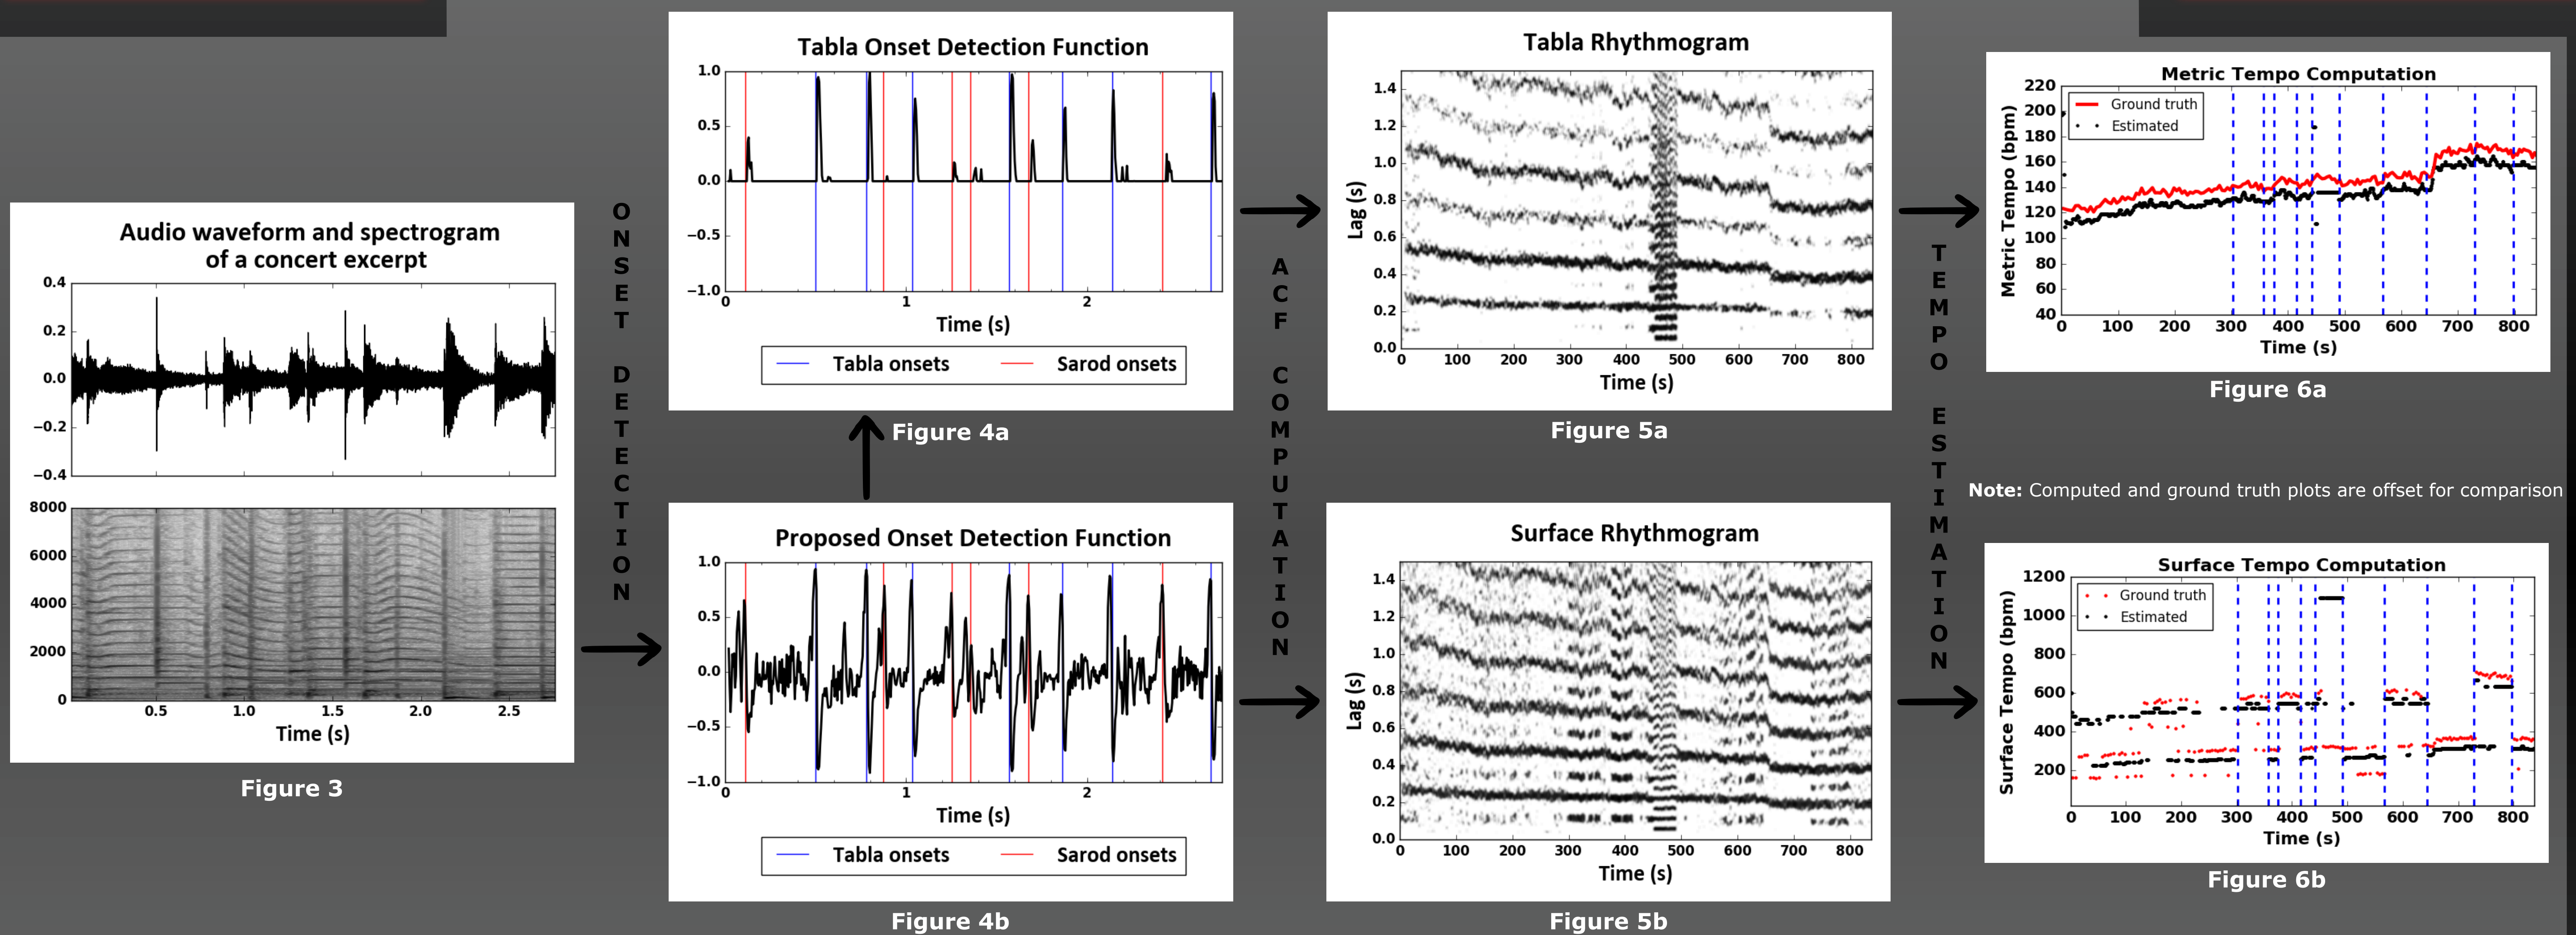 Audio waveform and spectrogram
of a concert excerpt
0.4
0.2
0.0
−0.2
−0.4
8000
6000
4000
2000
0
0.5 1.0 1.5 2.0 2.5
Time (s)
Figure 3
ONSET DETECTION
Tabla Onset Detection Function
1.0
0.5
0.0
−0.5
−1.0
0 1 2
Time (s)
Tabla onsets Sarod onsets
Figure 4a
Proposed Onset Detection Function
1.0
0.5
0.0
−0.5
−1.0
0 1 2
Time (s)
Tabla onsets Sarod onsets
Figure 4b
ACF COMPUTATION
Tabla Rhythmogram
Lag (s)
1.4
1.2
1.0
0.8
0.6
0.4
0.2
0.0
0 100 200 300 400 500 600 700 800
Time (s)
Figure 5a
Surface Rhythmogram
Lag (s)
1.4
1.2
1.0
0.8
0.6
0.4
0.2
0.0
0 100 200 300 400 500 600 700 800
Time (s)
Figure 5b
TEMPO ESTIMATION
Metric Tempo Computation
Metric Tempo (bpm)
220
200
180
160
140
120
100
80
60
40
Ground truth
Estimated
0 100 200 300 400 500 600 700 800
Time (s)
Figure 6a
Note: Computed and ground truth plots are offset for comparison
Surface Tempo Computation
Surface Tempo (bpm)
1200
1000
800
600
400
200
Ground truth
Estimated
0 100 200 300 400 500 600 700 800
Time (s)
Figure 6b